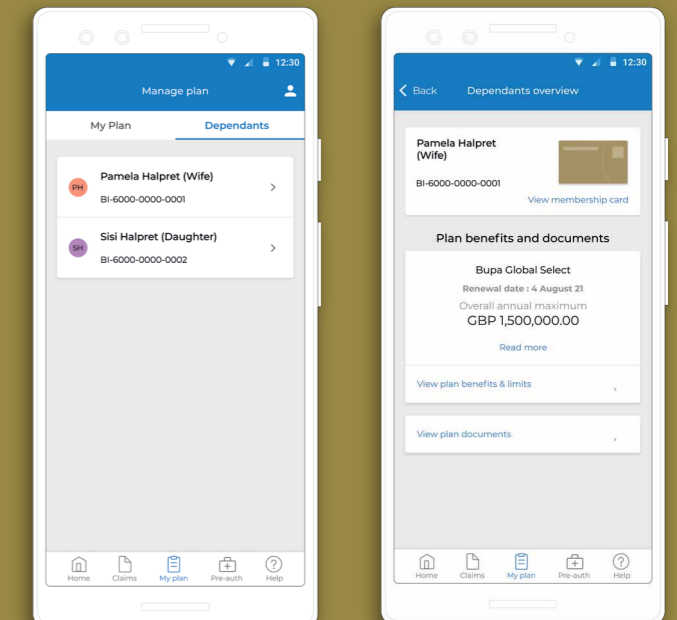 12:30
Manage plan
My Plan
Dependants
PH
Pamela Halpret (Wife)
BI-6000-0000-0001
SH
Sisi Halpret (Daughter)
BI-6000-0000-0002
Home
Claims
My plan
Pre-auth
Help
12:30
Back
Dependants overview
Pamela Halpret
(Wife)
BI-6000-0000-0001
View membership card
Plan benefits and documents
Bupa Global Select
Renewal date : 4 August 21
Overall annual maximum
GBP 1,500,000.00
Read more
View plan benefits & limits
View plan documents
Home
Claims
My plan
Pre-auth
Help